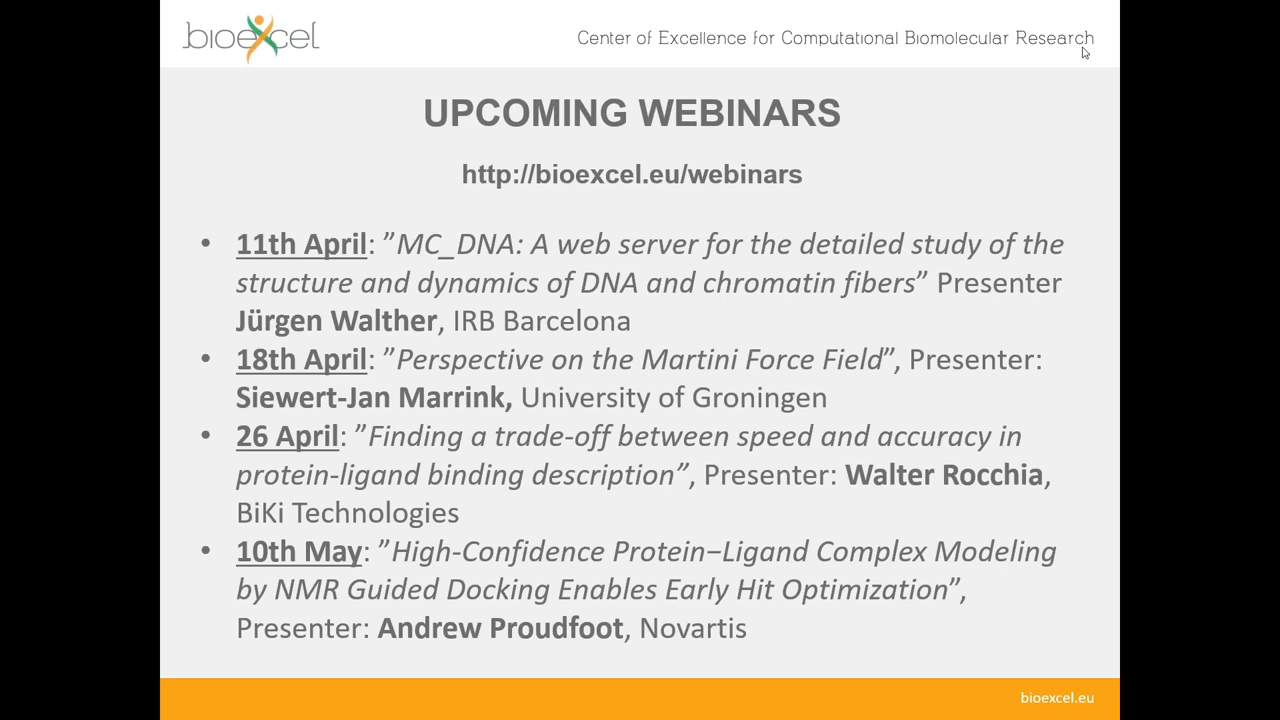 bioexcel
Center of Excellence for Computational Biomolecular Research
UPCOMING WEBINARS
http://bioexcel.eu/webinars
• 11th April: ”MC_DNA: A web server for the detailed study of the
structure and dynamics of DNA and chromatin fibers” Presenter
Jürgen Walther, IRB Barcelona
• 18th April: ”Perspective on the Martini Force Field”, Presenter:
Siewert-Jan Marrink, University of Groningen
• 26 April: ”Finding a trade-off between speed and accuracy in
protein-ligand binding description”, Presenter: Walter Rocchia,
BiKi Technologies
• 10th May: ”High-Confidence Protein–Ligand Complex Modeling
by NMR Guided Docking Enables Early Hit Optimization”,
Presenter: Andrew Proudfoot, Novartis
bioexcel.eu